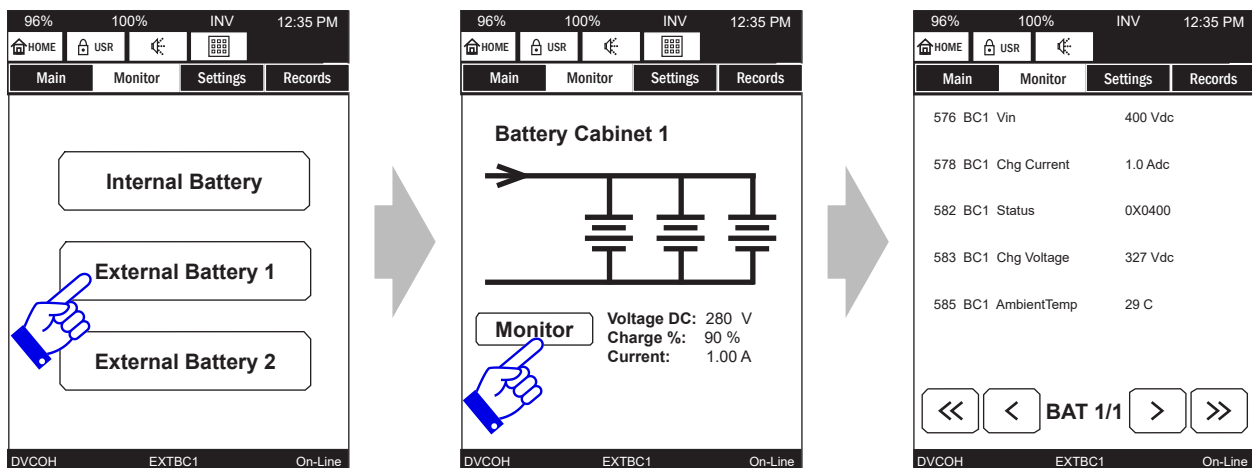 96% 100% INV 12:35 PM
HOME USR
Main Monitor Settings Records
Internal Battery
External Battery 1
External Battery 2
DVCOH EXTBC1 On-Line
96% 100% INV 12:35 PM
HOME USR
Main Monitor Settings Records
Battery Cabinet 1
Monitor
Voltage DC: 280 V
Charge %: 90 %
Current: 1.00 A
DVCOH EXTBC1 On-Line
96% 100% INV 12:35 PM
HOME USR
Main Monitor Settings Records
576 BC1 Vin 400 Vdc
578 BC1 Chg Current 1.0 Adc
582 BC1 Status 0X0400
583 BC1 Chg Voltage 327 Vdc
585 BC1 AmbientTemp 29 C
<< < BAT 1/1 > >>
DVCOH EXTBC1 On-Line